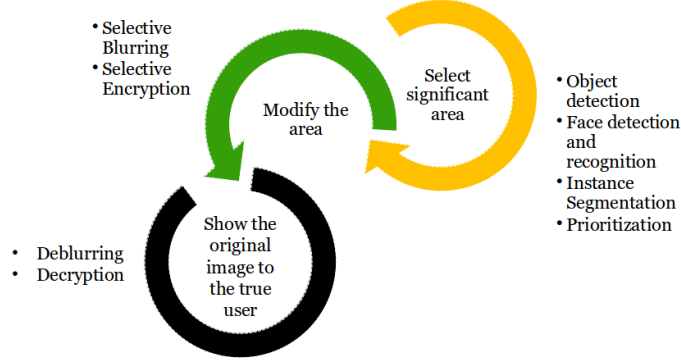 • Selective
Blurring
• Selective
Encryption
Modify the
area
Select
significant
area
• Object
detection
• Face detection
and
recognition
• Instance
Segmentation
• Prioritization
• Deblurring
• Decryption
Show the
original
image to
the true
user